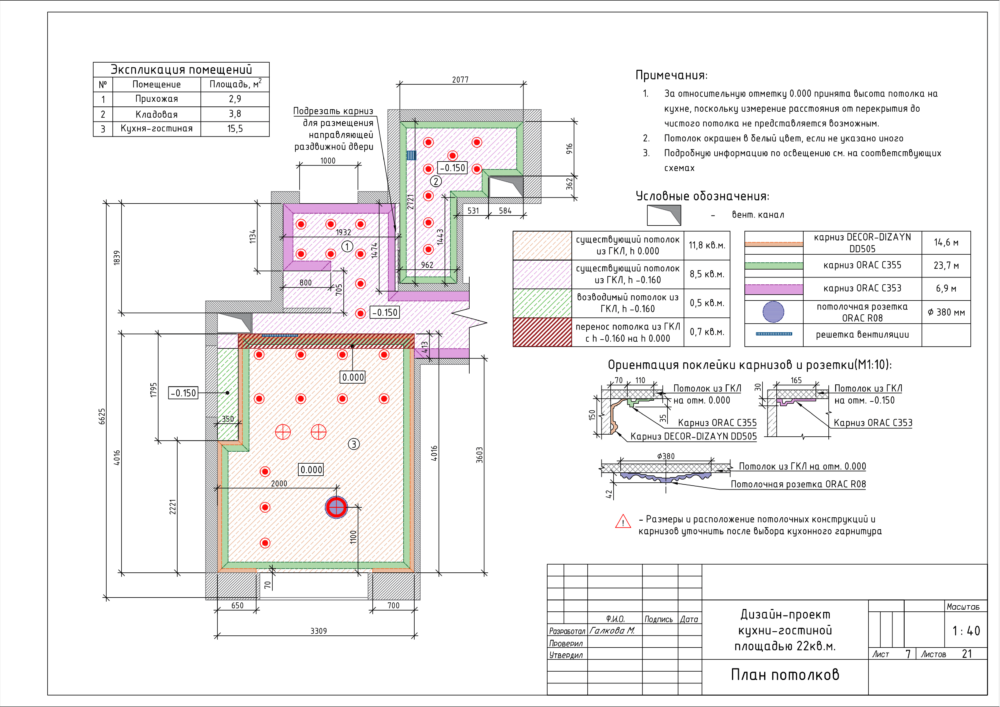 Экспликация помещений
№ Помещение Площадь, м²
1 Прихожая 2,9
2 Кладовая 3,8
3 Кухня-гостиная 15,5
Подрезать карниз
для размещения
направляющей
раздвижной двери
2077
1000
916
362
-0.150
2
2721
1443
531 584
962
1839
1134
1932
1474
1
800
705
-0.150
413
0.000
1795
-0.150
350
6625
4016
2221
3
0.000
2000
1100
4016
3603
70
650
700
3309
Примечания:
1. За относительную отметку 0.000 принята высота потолка на
кухне, поскольку измерение расстояния от перекрытия до
чистого потолка не представляется возможным.
2. Потолок окрашен в белый цвет, если не указано иного
3. Подробную информацию по освещению см. на соответствующих
схемах
Условные обозначения:
– вент. канал
существующий потолок
из ГКЛ, h 0.000
11,8 кв.м.
существующий потолок
из ГКЛ, h -0.160
8,5 кв.м.
возводимый потолок из
ГКЛ, h -0.160
0,5 кв.м.
перенос потолка из ГКЛ
с h -0.160 на h 0.000
0,7 кв.м.
карниз DECOR-DIZAYN
DD505
14,6 м
карниз ORAC C355
23,7 м
карниз ORAC C353
6,9 м
потолочная розетка
ORAC R08
Ф 380 мм
решетка вентиляции
Ориентация поклейки карнизов и розетки(М1:10):
70 110
150
35
Потолок из ГКЛ
на отм. 0.000
Карниз ORAC C355
Карниз DECOR-DIZAYN DD505
165
30
Потолок из ГКЛ
на отм. -0.150
Карниз ORAC C353
Ф380
42
Потолок из ГКЛ на отм. 0.000
Потолочная розетка ORAC R08
! – Размеры и расположение потолочных конструкций и
карнизов уточнить после выбора кухонного гарнитура
Ф.И.О. Подпись Дата
Разработал Галкова М.
Проверил
Утвердил
Дизайн-проект
кухни-гостиной
площадью 22кв.м.
План потолков
Масштаб
1 : 40
Лист 7 Листов 21